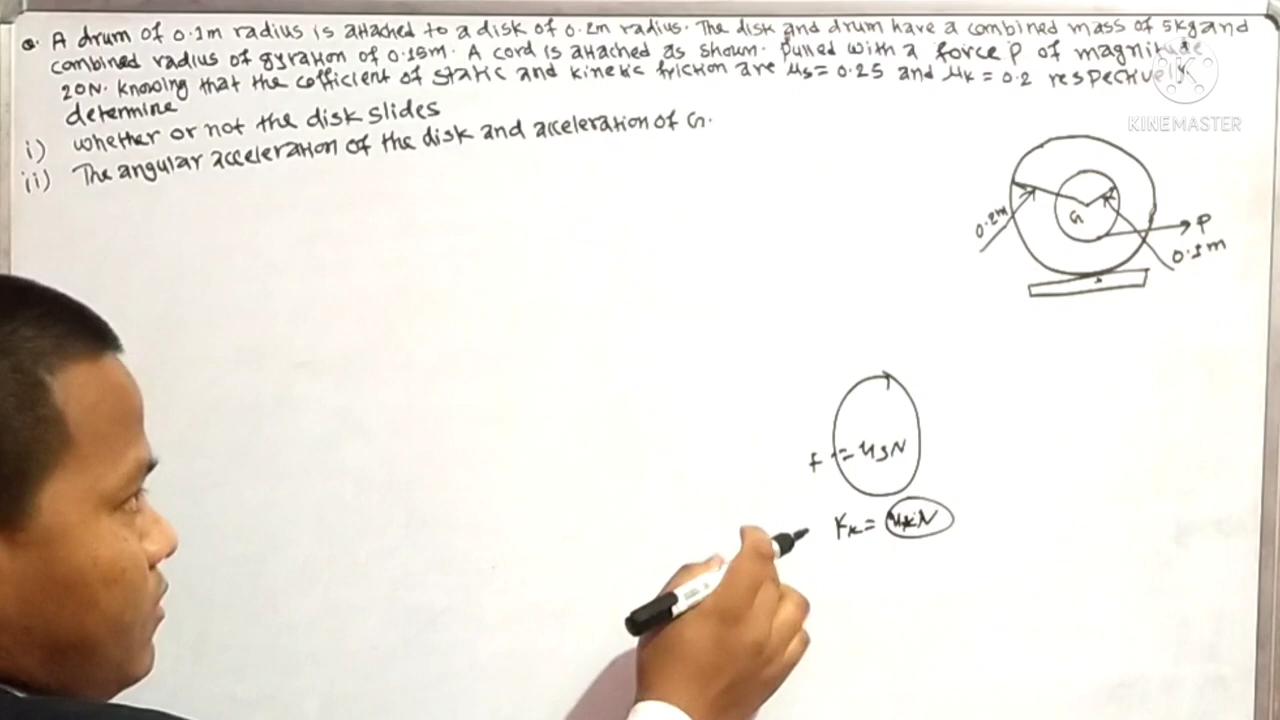 Q. A drum of 0.1m radius is attached to a disk of 0.2m radius. The disk and drum have a combined mass of 5kg and
combined radius of gyration of 0.15m. A cord is attached as shown. Pulled with a force P of magnitude
20N. Knowing that the cofficient of static and kinetic friction are μs = 0.25 and μk = 0.2 respectively
determine
i) whether or not the disk slides
ii) The angular acceleration of the disk and acceleration of G.
KINEMASTER
0.2m
G
P
0.1m
f = μsN
Fk = μkN